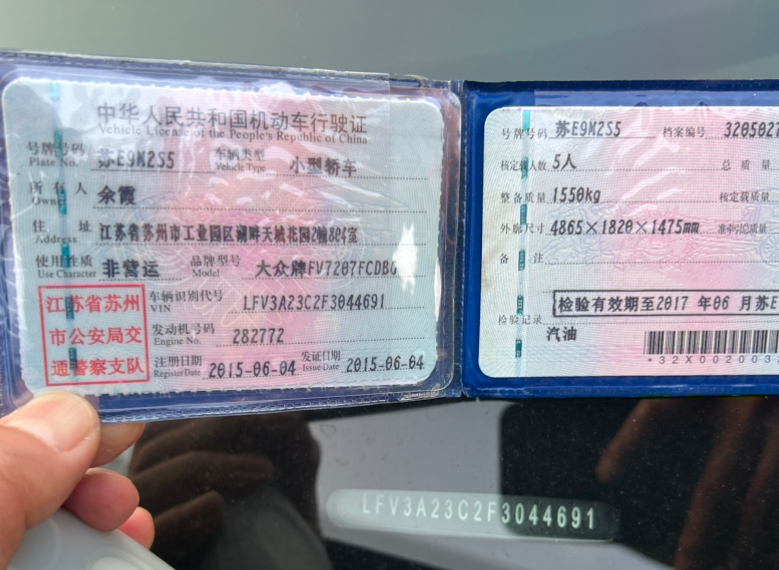 中华人民共和国机动车行驶证
Vehicle License of the People's Republic of China
号牌号码 Plate No. 苏E9M2S5 车辆类型 Vehicle Type 小型轿车
所有人 Owner 余霞
住址 Address 江苏省苏州市工业园区湖畔天城花园2幢804室
使用性质 Use Character 非营运 品牌型号 Model 大众牌FV7207FCDBG
江苏省苏州
市公安局交
通警察支队
车辆识别代号 VIN LFV3A23C2F3044691
发动机号码 Engine No. 282772
注册日期 Register Date 2015-06-04 发证日期 Issue Date 2015-06-04
号牌号码 苏E9M2S5 档案编号 3205027
核定载人数 5人 总质量
整备质量 1550kg 核定载质量
外廓尺寸 4865×1820×1475mm 准牵引总质量
备注
检验有效期至2017 年06 月苏E
检验记录
汽油
*32X002003
LFV3A23C2F3044691